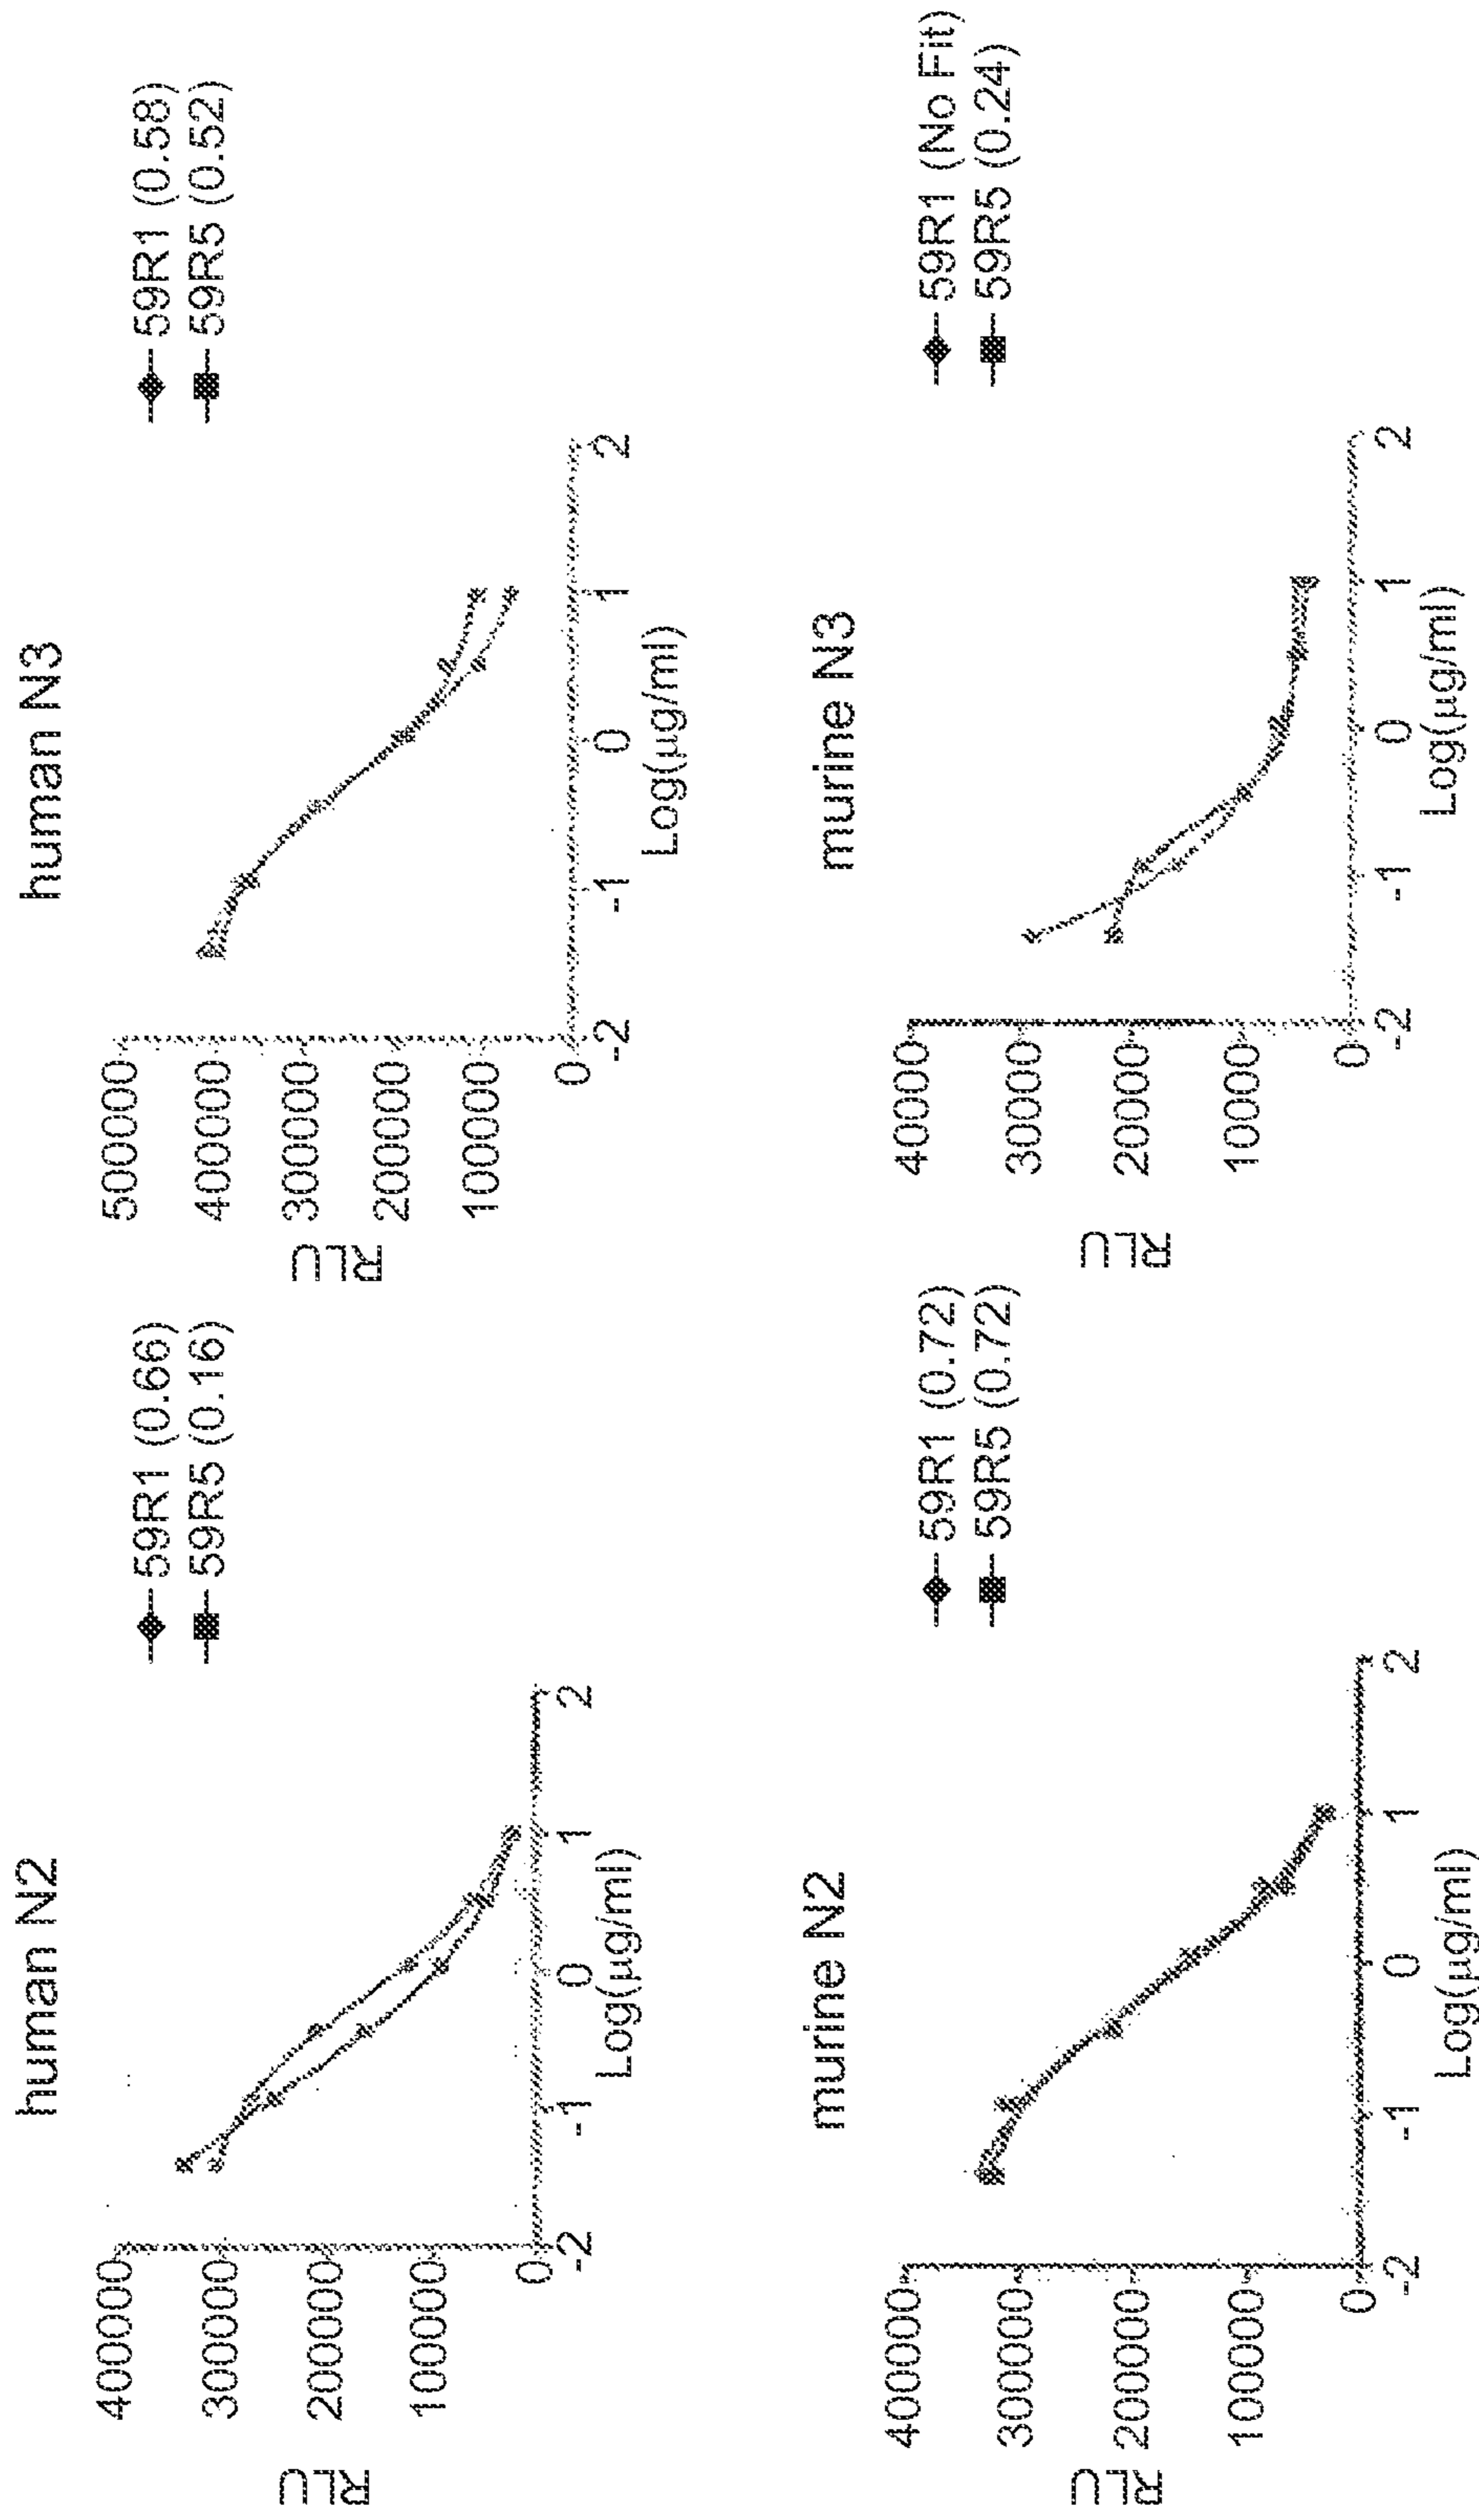 human N2
RLU
400000
300000
200000
100000
0
-2
-1
0
1
2
Log(µg/ml)
59R1 (0.66)
59R5 (0.16)
human N3
RLU
500000
400000
300000
200000
100000
0
-2
-1
0
1
2
Log(µg/ml)
59R1 (0.58)
59R5 (0.52)
murine N2
RLU
400000
300000
200000
100000
0
-2
-1
0
1
2
Log(µg/ml)
59R1 (0.72)
59R5 (0.72)
murine N3
RLU
40000
30000
20000
10000
0
-2
-1
0
1
2
Log(µg/ml)
59R1 (No Fit)
59R5 (0.24)